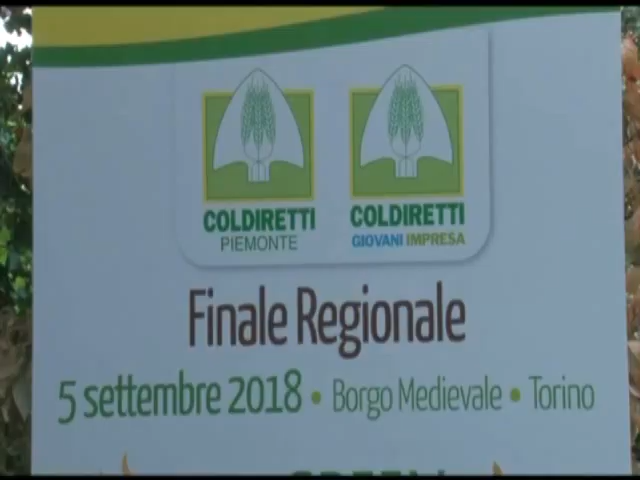 COLDIRETTI
PIEMONTE
COLDIRETTI
GIOVANI IMPRESA
Finale Regionale
5 settembre 2018 • Borgo Medievale • Torino